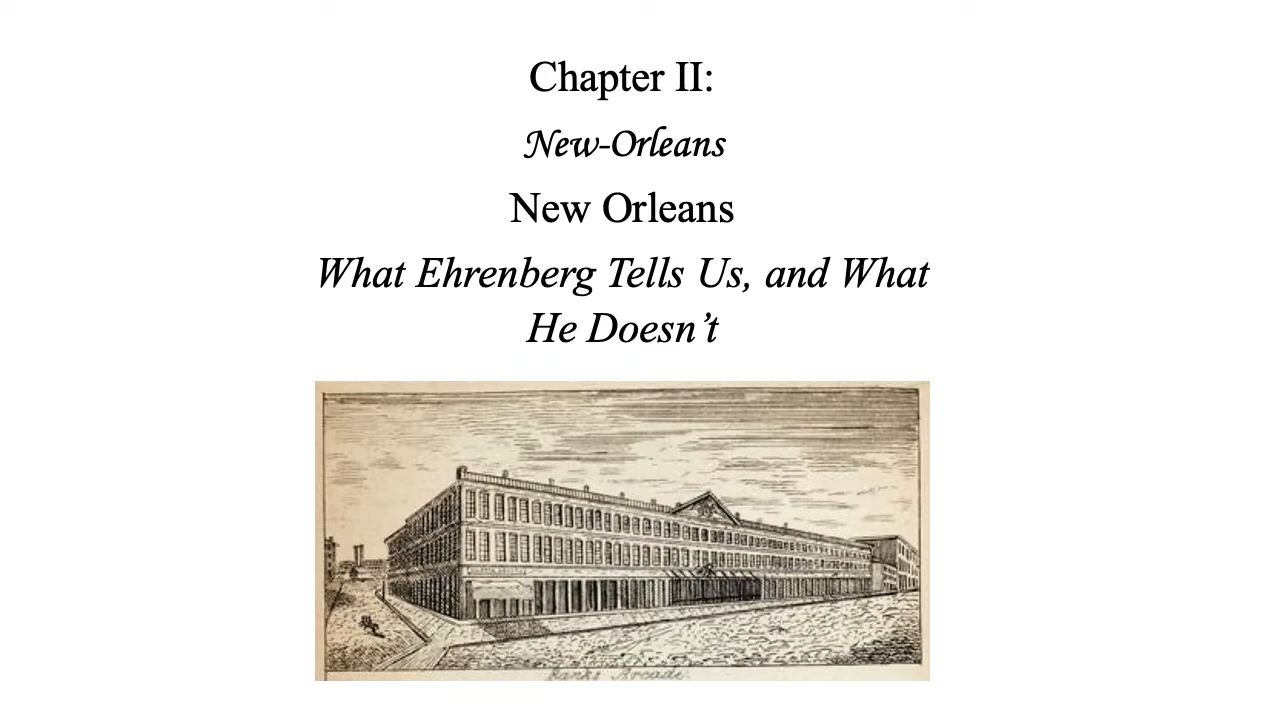 Chapter II:
New-Orleans
New Orleans
What Ehrenberg Tells Us, and What
He Doesn’t
Banks Arcade